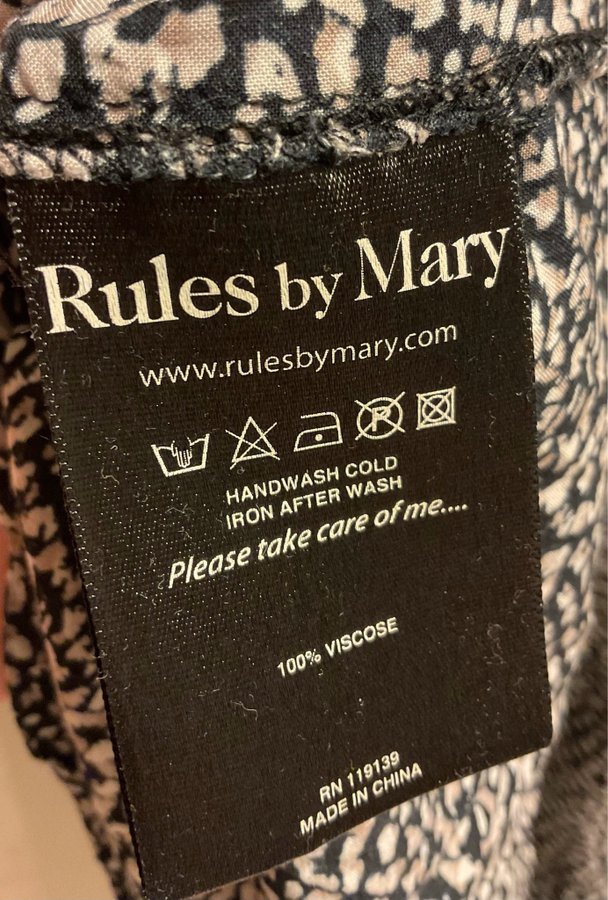 Rules by Mary
www.rulesbymary.com
P
HANDWASH COLD
IRON AFTER WASH
Please take care of me....
100% VISCOSE
RN 119139
MADE IN CHINA